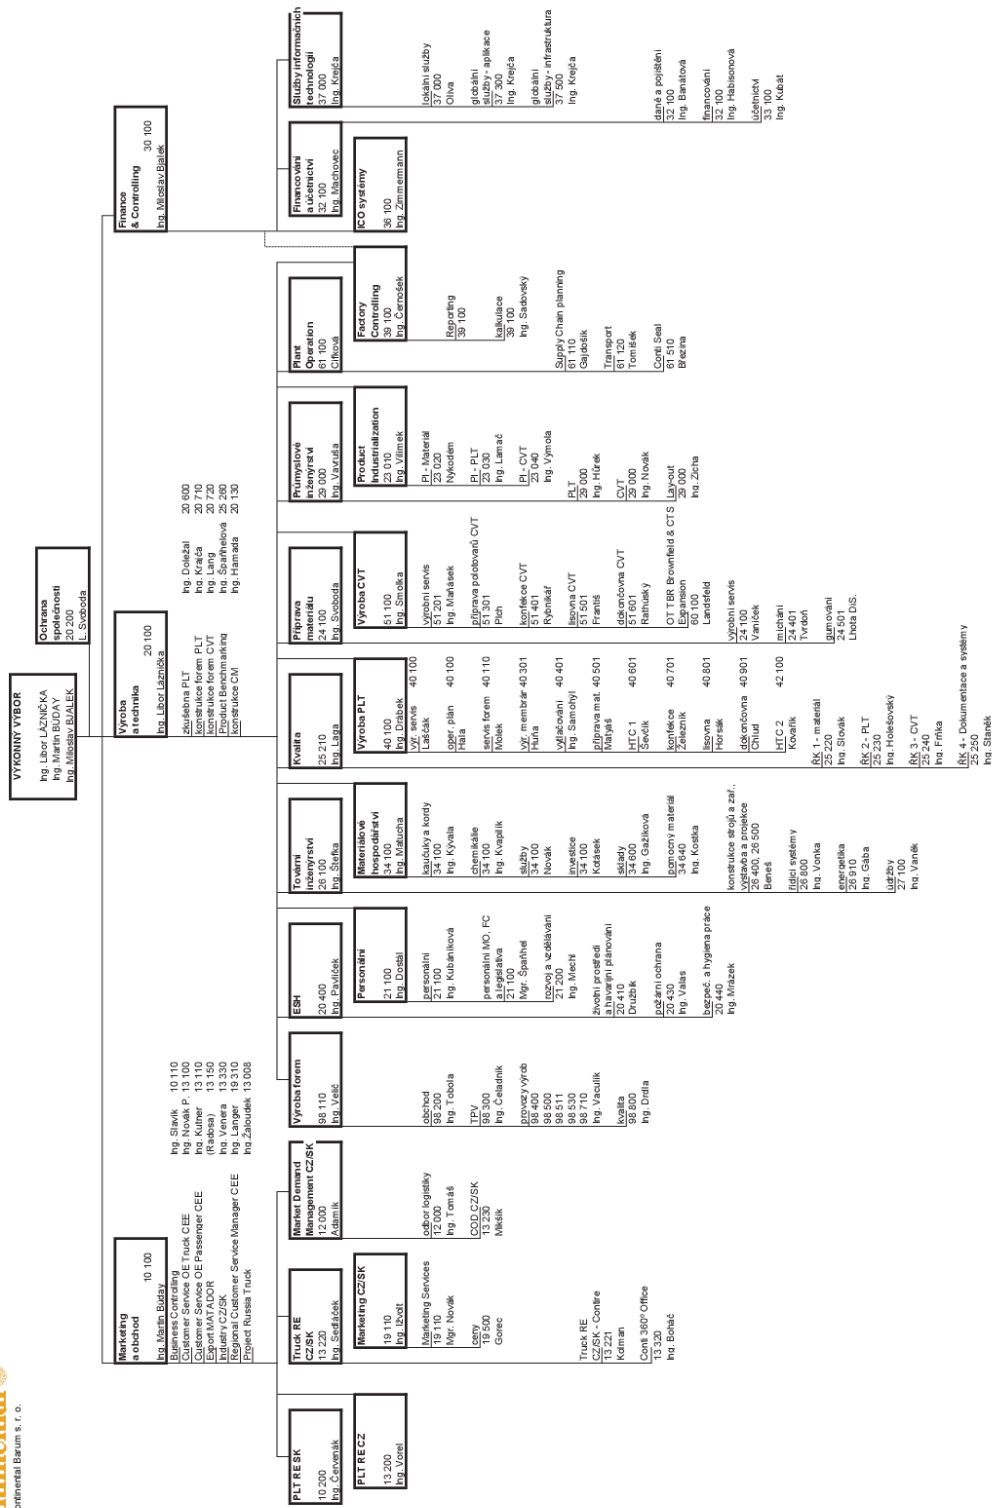 ontinental Barum s. r. o.
VÝKONNÝ VÝBOR
Ing. Libor LÁZNIČKA
Ing. Martin BUDAY
Ing. Miloslav BJALEK
Ochrana
společnosti
20 200
L. Svoboda
Marketing
a obchod
10 100
Ing. Martin Buday
Business Controlling Ing. Slavík 10 110
Customer Service OE Truck CEE Ing. Novák P. 13 100
Customer Service OE Passenger CEE Ing. Kutner 13 110
Export MATADOR (Radosa) 13 150
Industry CZ/SK Ing. Venera 13 330
Regional Customer Service Manager CEE Ing. Langer 19 310
Project Russia Truck Ing. Žaloudek 13 008
Výroba
a technika
20 100
Ing. Libor Láznička
zkušebna PLT Ing. Doležal 20 600
konstrukce forem PLT Ing. Krajča 20 710
konstrukce forem CVT Ing. Lang 20 720
Product Benchmarking Ing. Špaňhelová 25 260
konstrukce CM Ing. Hamada 20 130
Finance
& Controlling
30 100
Ing. Miloslav Bjalek
PLT RE SK
10 200
Ing. Červenák
PLT RE CZ
13 200
Ing. Vorel
Truck RE
CZ/SK
13 220
Ing. Sedláček
Marketing CZ/SK
19 110
Ing. Ižvolt
Marketing Services
19 110
Mgr. Novák
ceny
19 500
Gorec
Truck RE
CZ/SK - Contire
13 221
Kolman
Conti 360° Office
13 320
Ing. Boháč
Market Demand
Management CZ/SK
12 000
Adamík
odbor logistiky
12 000
Ing. Tomáš
COD CZ/SK
13 230
Mikšík
Výroba forem
98 110
Ing. Velič
obchod
98 200
Ing. Tobola
TPV
98 300
Ing. Čeladník
provozy výrob
98 400
98 500
98 511
98 530
98 710
Ing. Vaculík
kvalita
98 800
Ing. Drdla
ESH
20 400
Ing. Pavlíček
Personální
21 100
Ing. Dostál
personální
21 100
Ing. Kubáníková
personální MO, FC
a legislativa
21 100
Mgr. Špaňhel
rozvoj a vzdělávání
21 200
Ing. Mechl
životní prostředí
a havarijní plánování
20 410
Družbík
požární ochrana
20 430
Ing. Valas
bezpeč. a hygiena práce
20 440
Ing. Mrázek
Tovární
inženýrství
26 100
Ing. Štefka
Materiálové
hospodářství
34 100
Ing. Matucha
kaučuky a kordy
34 100
Ing. Kývala
chemikálie
34 100
Ing. Kvapilík
služby
34 100
Novák
investice
34 100
Kotásek
sklady
34 600
Ing. Gažiková
pomocný materiál
34 640
Ing. Kostka
konstrukce strojů a zař.,
výstavba a projekce
26 400, 26 500
Beneš
řídicí systémy
26 800
Ing. Vonka
energetika
26 910
Ing. Gába
údržby
27 100
Ing. Vaněk
Kvalita
25 210
Ing. Laga
Výroba PLT
40 100
Ing. Drábek
výr. servis 40 100
Laščák
oper. plán 40 100
Hala
servis forem 40 110
Molek
výr. membrár 40 301
Huňa
vytlačování 40 401
Ing. Samohýl
příprava mat. 40 501
Matyáš
HTC 1 40 601
Ševčík
konfekce 40 701
Železník
lisovna 40 801
Horsák
dokončovna 40 901
Chlud
HTC 2 42 100
Kovařík
ŘK 1 - materiál
25 220
Ing. Slovák
ŘK 2 - PLT
25 230
Ing. Holešovský
ŘK 3 - CVT
25 240
Ing. Fiňka
ŘK 4 - Dokumentace a systémy
25 250
Ing. Staněk
Příprava
materiálu
24 100
Ing. Svoboda
Výroba CVT
51 100
Ing. Smolka
výrobní servis
51 201
Ing. Maňásek
příprava polotovarů CVT
51 301
Plch
konfekce CVT
51 401
Rybnikář
lisovna CVT
51 501
Františ
dokončovna CVT
51 601
Raithuský
OTT BR Brownfield & CTS
Expansion
60 100
Landsfeld
výrobní servis
24 100
Vaníček
míchání
24 401
Tvrdoň
gumování
24 501
Lhota DiS.
Průmyslové
inženýrství
29 000
Ing. Vavruša
Product
Industrialization
23 010
Ing. Vilímek
PI - Materiál
23 020
Nykodém
PI - PLT
23 030
Ing. Lamač
PI - CVT
23 040
Ing. Výmola
PLT
29 000
Ing. Hůrek
CVT
29 000
Ing. Novák
Lay-out
29 000
Ing. Zicha
Plant
Operation
61 100
Cífková
Factory
Controlling
39 100
Ing. Černošek
Reporting
39 100
kalkulace
39 100
Ing. Sadovský
Supply Chain planning
61 110
Gajdošík
Transport
61 120
Tomíšek
Conti Seal
61 510
Březina
Financování
a účetnictví
32 100
Ing. Machovec
ICO systémy
36 100
Ing. Zimmermann
Služby informačních
technologií
37 000
Ing. Krejča
lokální služby
37 000
Oliva
globální
služby - aplikace
37 300
Ing. Krejča
globální
služby - infrastruktura
37 500
Ing. Krejča
daně a pojištění
32 100
Ing. Banátová
financování
32 100
Ing. Habisonová
účetnictví
33 100
Ing. Kubát